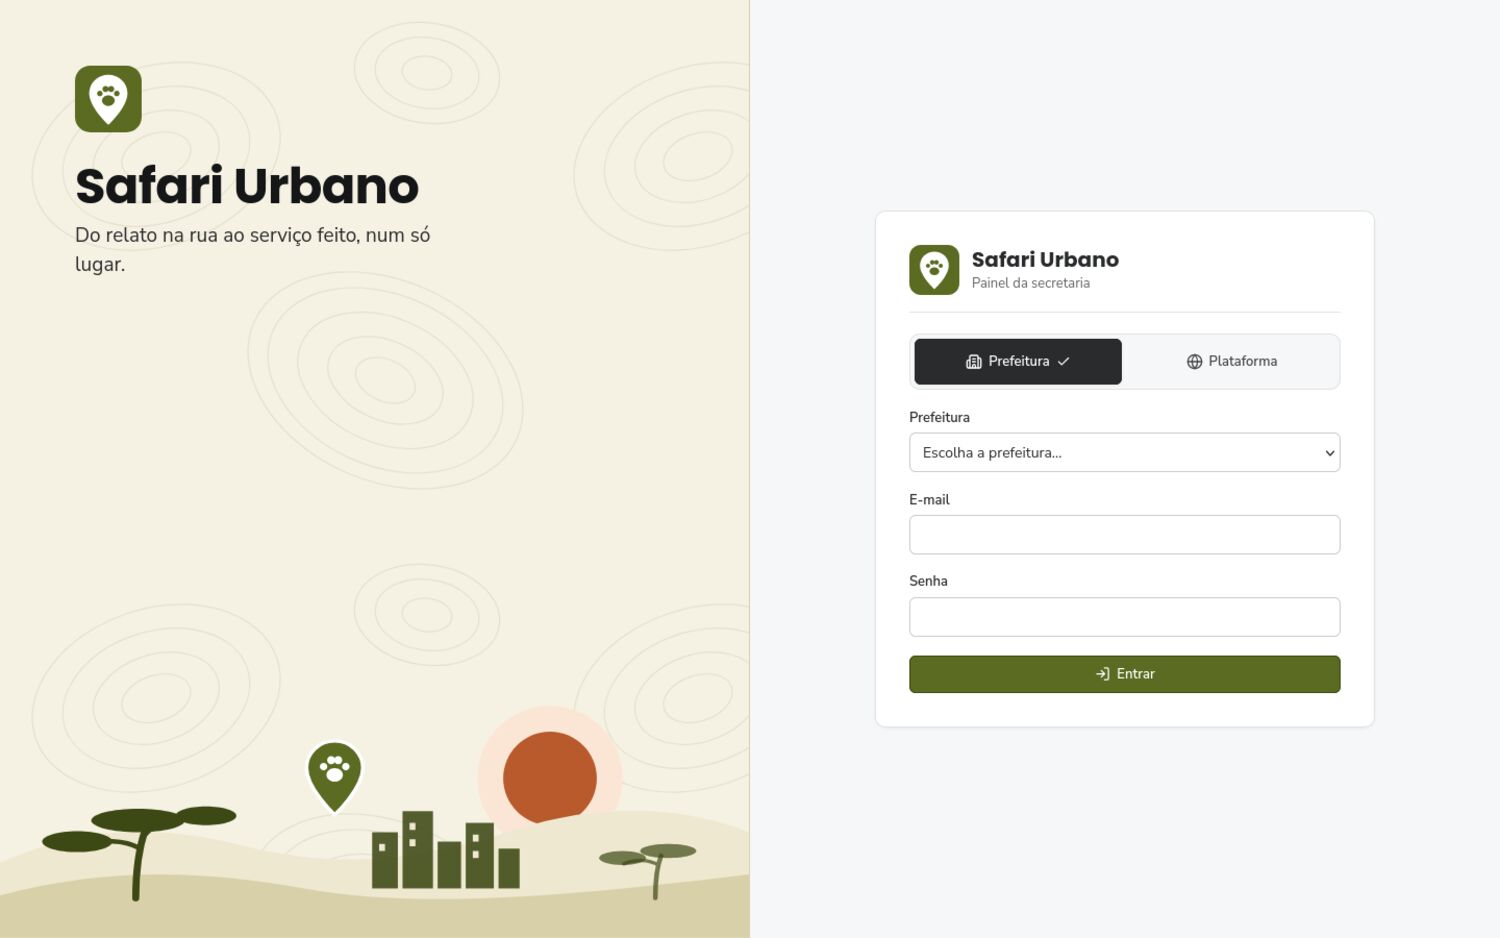 Safari Urbano
Do relato na rua ao serviço feito, num só
lugar.
Safari Urbano
Painel da secretaria
Prefeitura
Plataforma
Prefeitura
Escolha a prefeitura...
E-mail
Senha
Entrar